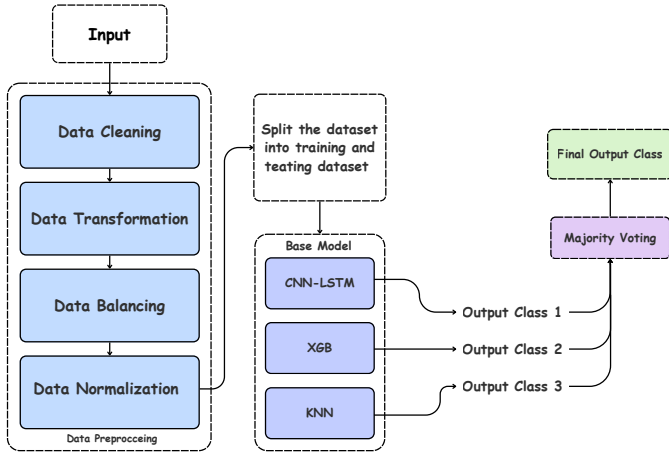 Input
Data Cleaning
Data Transformation
Data Balancing
Data Normalization
Data Preprocceing
Split the dataset
into training and
teating dataset
Base Model
CNN-LSTM
XGB
KNN
Output Class 1
Output Class 2
Output Class 3
Majority Voting
Final Output Class